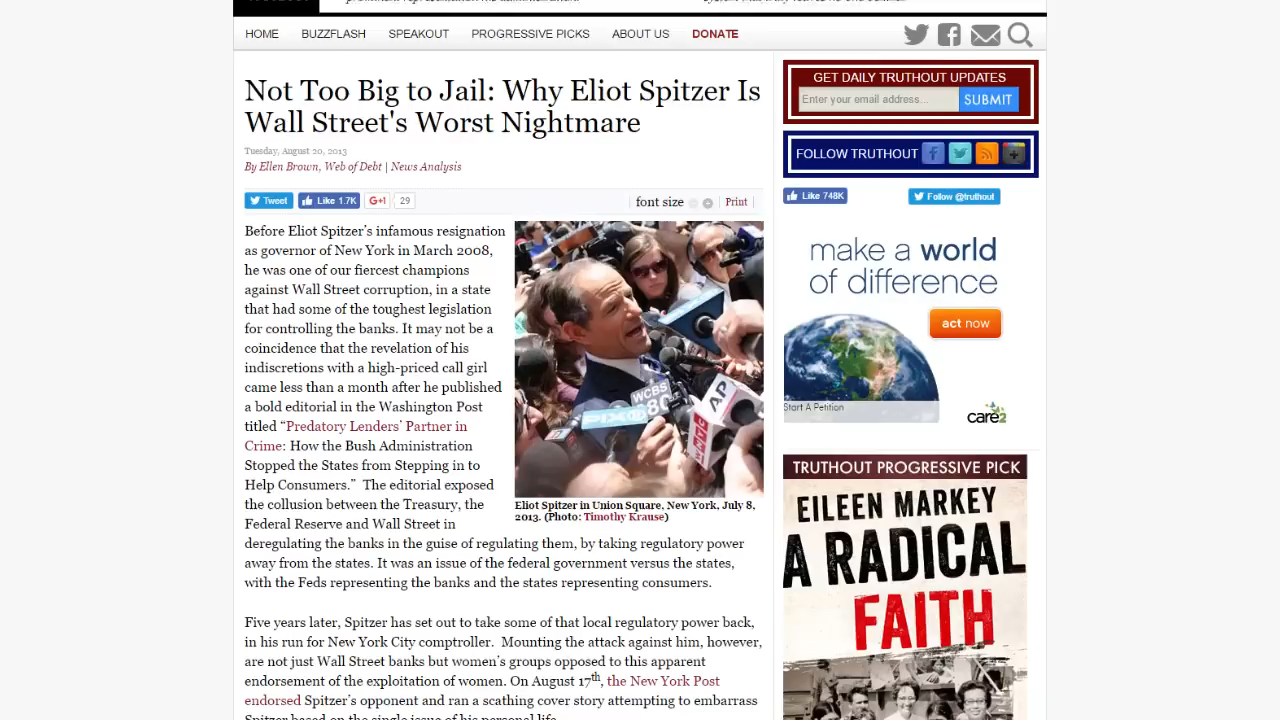 HOME BUZZFLASH SPEAKOUT PROGRESSIVE PICKS ABOUT US DONATE
Not Too Big to Jail: Why Eliot Spitzer Is
Wall Street's Worst Nightmare
Tuesday, August 20, 2013
By Ellen Brown, Web of Debt | News Analysis
Tweet Like 1.7K G+1 29 font size Print
Before Eliot Spitzer’s infamous resignation
as governor of New York in March 2008,
he was one of our fiercest champions
against Wall Street corruption, in a state
that had some of the toughest legislation
for controlling the banks. It may not be a
coincidence that the revelation of his
indiscretions with a high-priced call girl
came less than a month after he published
a bold editorial in the Washington Post
titled “Predatory Lenders’ Partner in
Crime: How the Bush Administration
Stopped the States from Stepping in to
Help Consumers.” The editorial exposed
the collusion between the Treasury, the
Federal Reserve and Wall Street in
deregulating the banks in the guise of regulating them, by taking regulatory power
away from the states. It was an issue of the federal government versus the states,
with the Feds representing the banks and the states representing consumers.
WCBS
880
PIX
AP
Eliot Spitzer in Union Square, New York, July 8,
2013. (Photo: Timothy Krause)
Five years later, Spitzer has set out to take some of that local regulatory power back,
in his run for New York City comptroller. Mounting the attack against him, however,
are not just Wall Street banks but women’s groups opposed to this apparent
endorsement of the exploitation of women. On August 17th, the New York Post
endorsed Spitzer’s opponent and ran a scathing cover story attempting to embarrass
Spitzer based on the single issue of his personal life.
GET DAILY TRUTHOUT UPDATES
Enter your email address... SUBMIT
FOLLOW TRUTHOUT
Like 748K Follow @truthout
make a world
of difference
act now
Start A Petition
care2
TRUTHOUT PROGRESSIVE PICK
EILEEN MARKEY
A RADICAL
FAITH